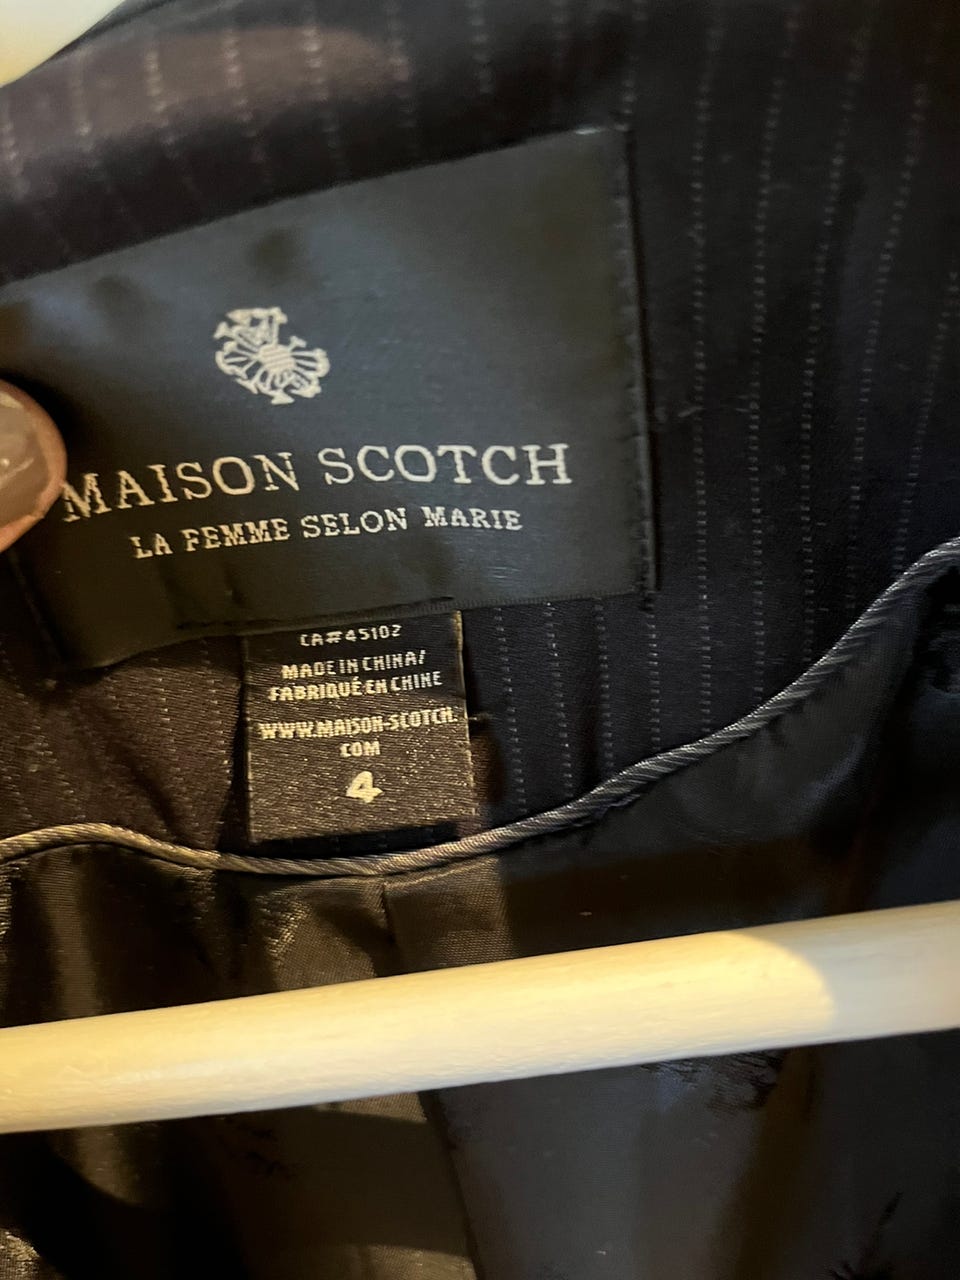 MAISON SCOTCH
LA FEMME SELON MARIE
CA#45102
MADE IN CHINA/
FABRIQUÉ EN CHINE
WWW.MAISON-SCOTCH.
COM
4